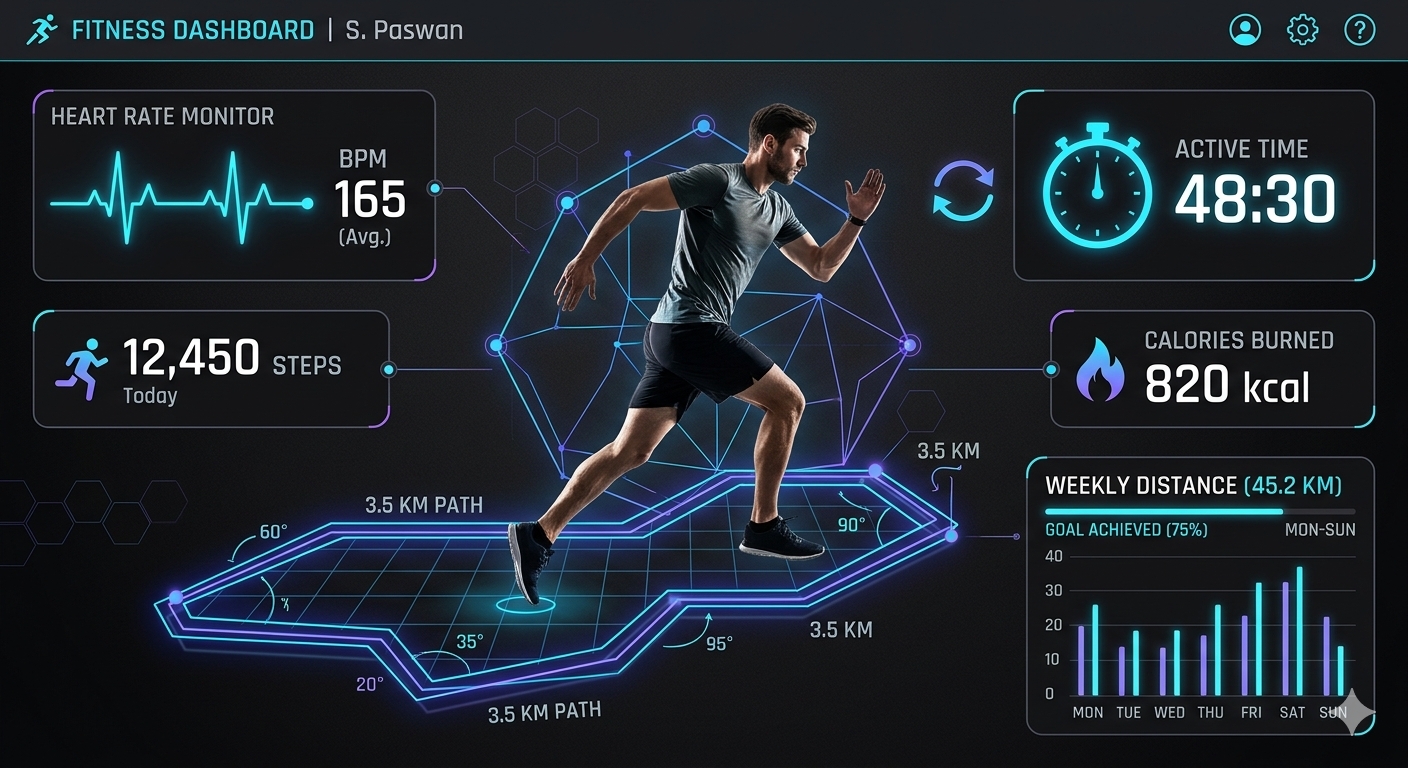 FITNESS DASHBOARD | S. Paswan
HEART RATE MONITOR
BPM
165
(Avg.)
ACTIVE TIME
48:30
12,450 STEPS
Today
CALORIES BURNED
820 kcal
3.5 KM
3.5 KM PATH
60°
90°
35°
20°
95°
3.5 KM
3.5 KM PATH
WEEKLY DISTANCE (45.2 KM)
GOAL ACHIEVED (75%) MON-SUN
40
30
20
10
0
MON TUE WED THU FRI SAT SUN